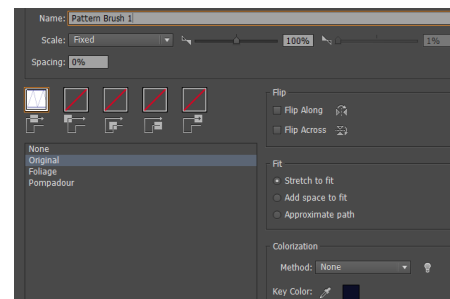 Name: Pattern Brush 1
Scale: Fixed 100% 1%
Spacing: 0%
Flip
Flip Along
Flip Across
None
Original
Foliage
Pompadour
Fit
Stretch to fit
Add space to fit
Approximate path
Colorization
Method: None
Key Color: